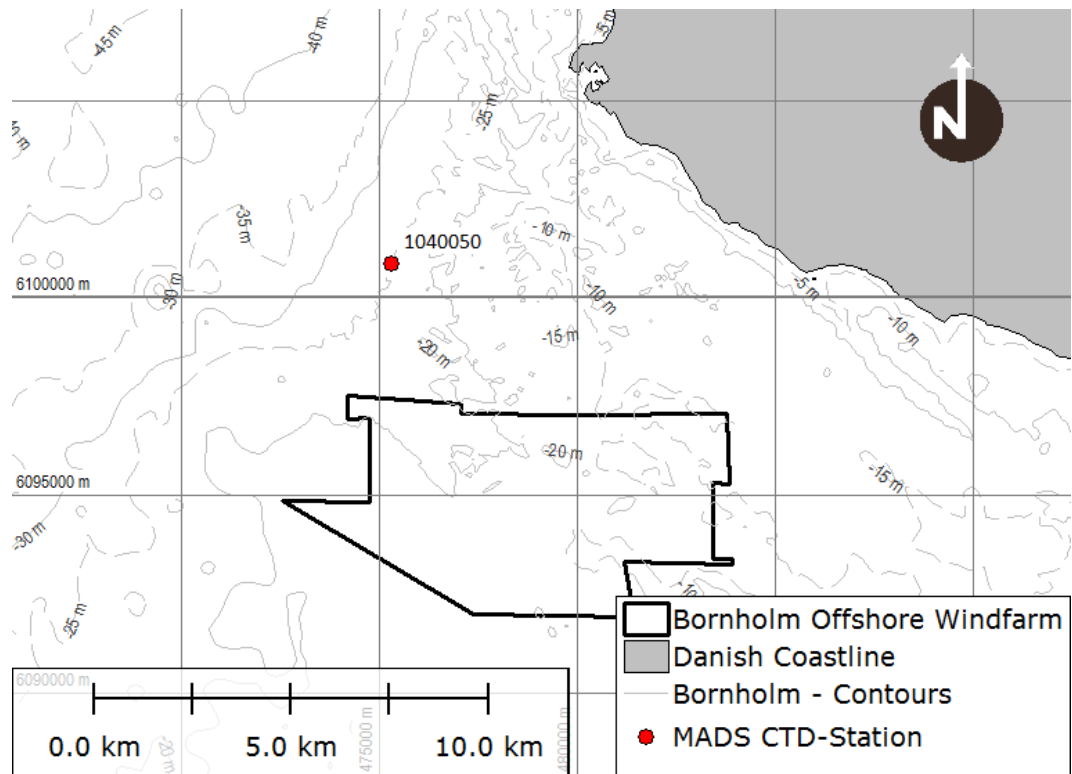 -45 m
-40 m
-5 m
-25 m
N
-35 m
-10 m
1040050
6100000 m
-30 m
-10 m
-5 m
-10 m
-15 m
-20 m
-20 m
-15 m
6095000 m
-30 m
-25 m
Bornholm Offshore Windfarm
Danish Coastline
Bornholm - Contours
MADS CTD-Station
6090000 m
475000 m
480000 m
-20 m
0.0 km 5.0 km 10.0 km